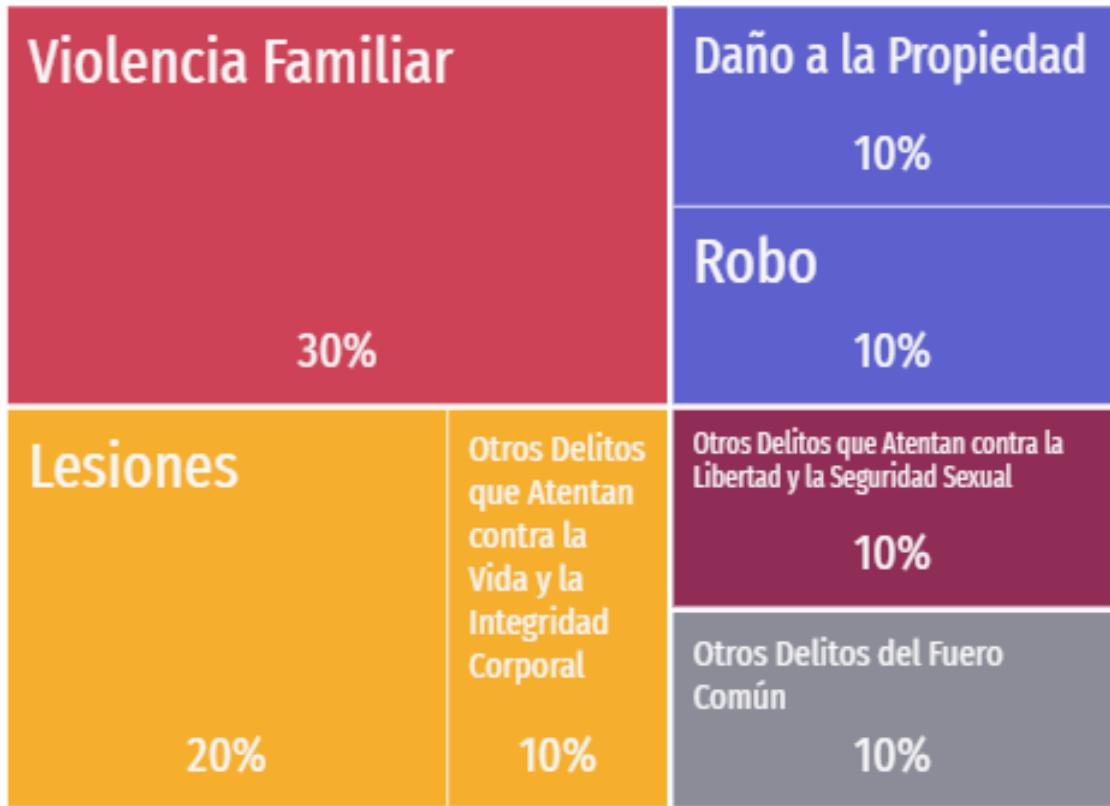 Violencia Familiar
30%
Daño a la Propiedad
10%
Robo
10%
Lesiones
20%
Otros Delitos
que Atentan
contra la
Vida y la
Integridad
Corporal
10%
Otros Delitos que Atentan contra la
Libertad y la Seguridad Sexual
10%
Otros Delitos del Fuero
Común
10%